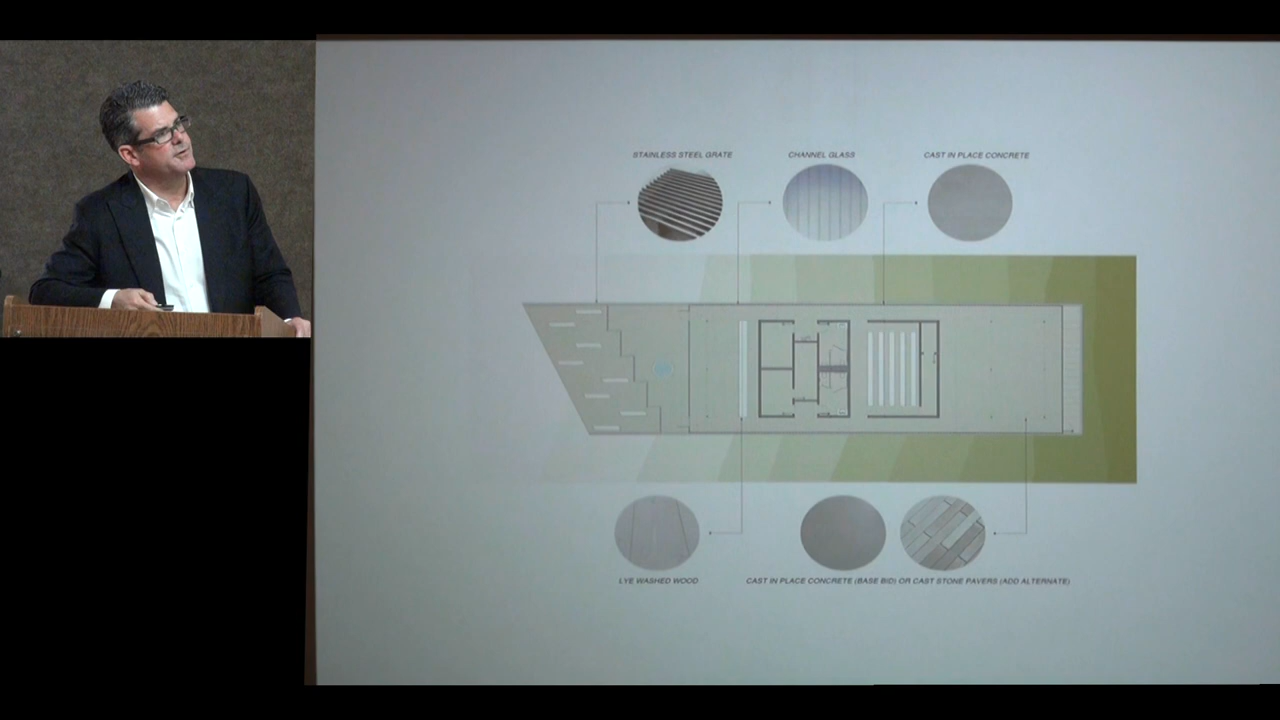 STAINLESS STEEL GRATE
CHANNEL GLASS
CAST IN PLACE CONCRETE
LYE WASHED WOOD
CAST IN PLACE CONCRETE (BASE BID) OR CAST STONE PAVERS (ADD ALTERNATE)